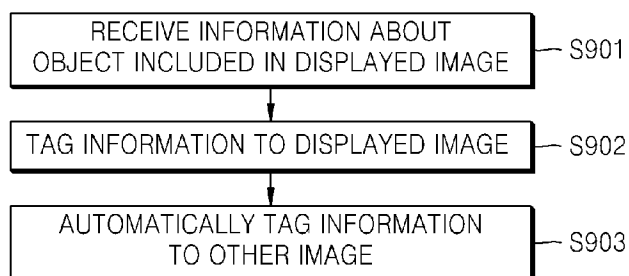 RECEIVE INFORMATION ABOUT
OBJECT INCLUDED IN DISPLAYED IMAGE
S901
TAG INFORMATION TO DISPLAYED IMAGE
S902
AUTOMATICALLY TAG INFORMATION
TO OTHER IMAGE
S903